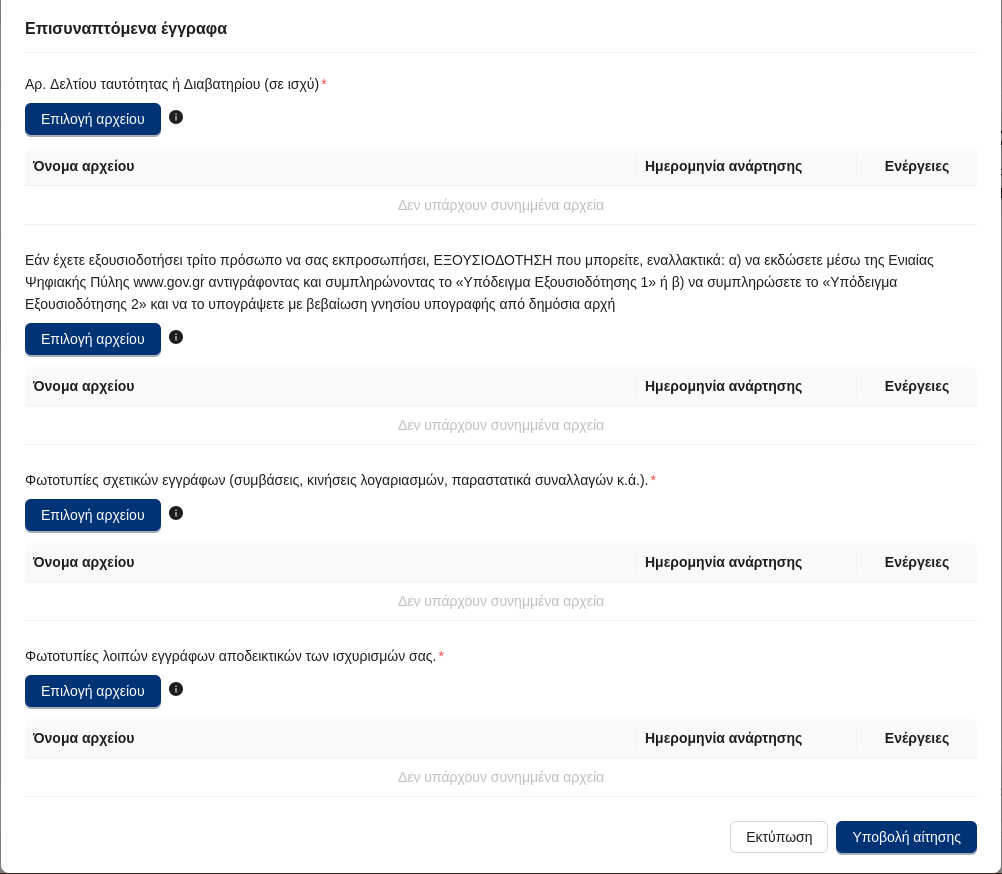 Επισυναπτόμενα έγγραφα
Αρ. Δελτίου ταυτότητας ή Διαβατηρίου (σε ισχύ) *
Επιλογή αρχείου
Όνομα αρχείου Ημερομηνία ανάρτησης Ενέργειες
Δεν υπάρχουν συνημμένα αρχεία
Εάν έχετε εξουσιοδοτήσει τρίτο πρόσωπο να σας εκπροσωπήσει, ΕΞΟΥΣΙΟΔΟΤΗΣΗ που μπορείτε, εναλλακτικά: α) να εκδώσετε μέσω της Ενιαίας
Ψηφιακής Πύλης www.gov.gr αντιγράφοντας και συμπληρώνοντας το «Υπόδειγμα Εξουσιοδότησης 1» ή β) να συμπληρώσετε το «Υπόδειγμα
Εξουσιοδότησης 2» και να το υπογράψετε με βεβαίωση γνησίου υπογραφής από δημόσια αρχή
Επιλογή αρχείου
Όνομα αρχείου Ημερομηνία ανάρτησης Ενέργειες
Δεν υπάρχουν συνημμένα αρχεία
Φωτοτυπίες σχετικών εγγράφων (συμβάσεις, κινήσεις λογαριασμών, παραστατικά συναλλαγών κ.ά.). *
Επιλογή αρχείου
Όνομα αρχείου Ημερομηνία ανάρτησης Ενέργειες
Δεν υπάρχουν συνημμένα αρχεία
Φωτοτυπίες λοιπών εγγράφων αποδεικτικών των ισχυρισμών σας. *
Επιλογή αρχείου
Όνομα αρχείου Ημερομηνία ανάρτησης Ενέργειες
Δεν υπάρχουν συνημμένα αρχεία
Εκτύπωση Υποβολή αίτησης